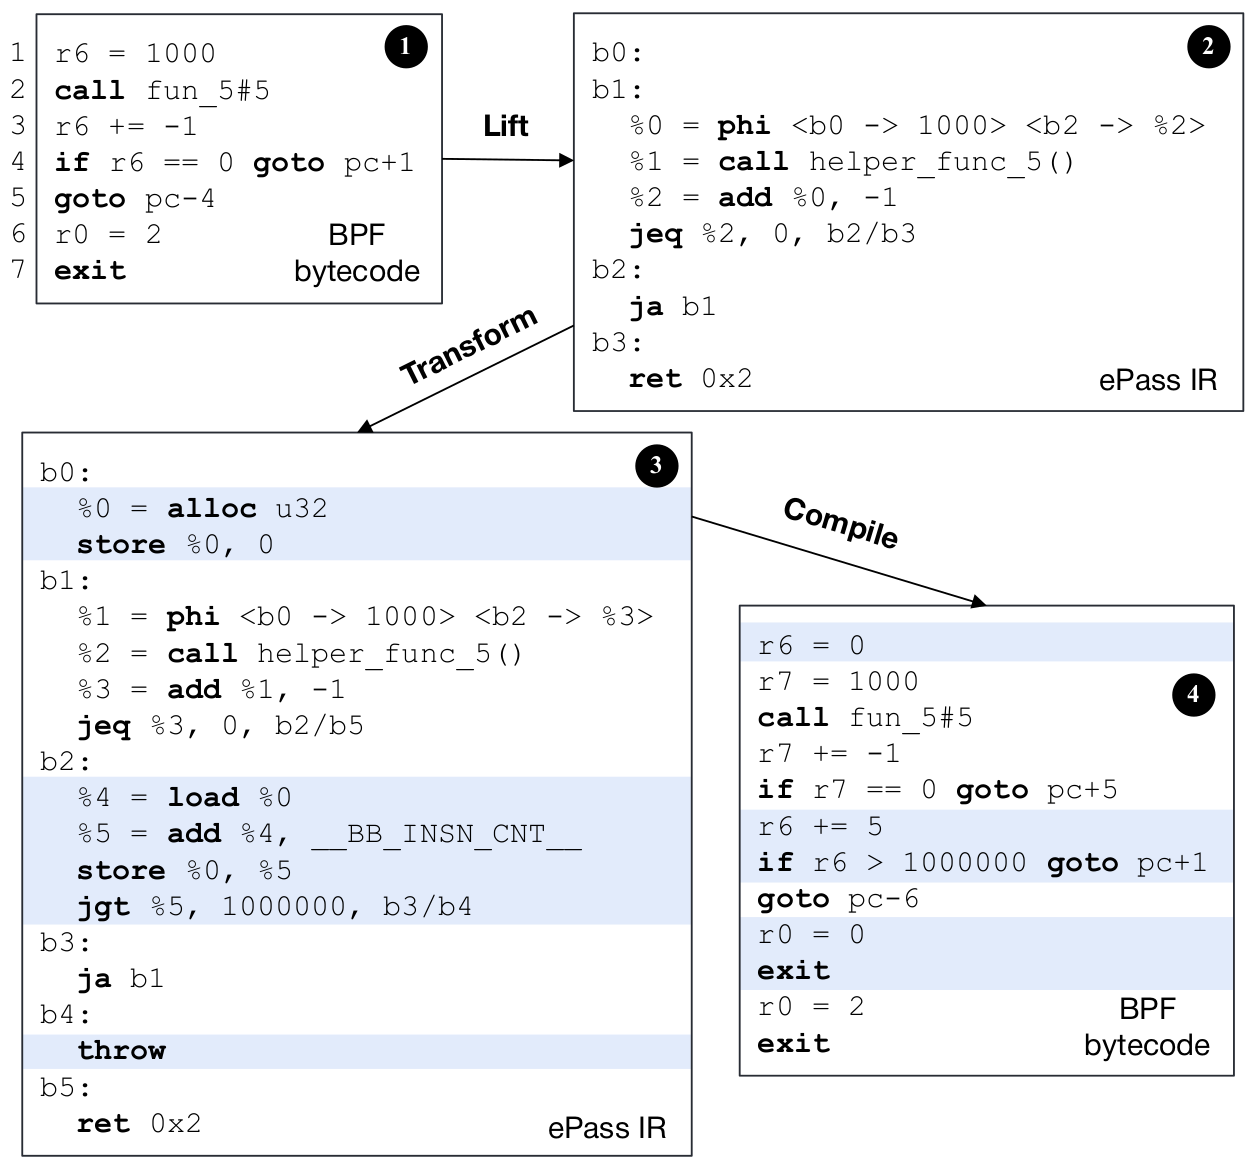 1 r6 = 1000
2 call fun_5#5
3 r6 += -1
4 if r6 == 0 goto pc+1
5 goto pc-4
6 r0 = 2
7 exit
BPF
bytecode
1
Lift
2
b0:
b1:
%0 = phi <b0 -> 1000> <b2 -> %2>
%1 = call helper_func_5()
%2 = add %0, -1
jeq %2, 0, b2/b3
b2:
ja b1
b3:
ret 0x2
ePass IR
Transform
3
b0:
%0 = alloc u32
store %0, 0
b1:
%1 = phi <b0 -> 1000> <b2 -> %3>
%2 = call helper_func_5()
%3 = add %1, -1
jeq %3, 0, b2/b5
b2:
%4 = load %0
%5 = add %4, __BB_INSN_CNT__
store %0, %5
jgt %5, 1000000, b3/b4
b3:
ja b1
b4:
throw
b5:
ret 0x2
ePass IR
Compile
4
r6 = 0
r7 = 1000
call fun_5#5
r7 += -1
if r7 == 0 goto pc+5
r6 += 5
if r6 > 1000000 goto pc+1
goto pc-6
r0 = 0
exit
r0 = 2
exit
BPF
bytecode